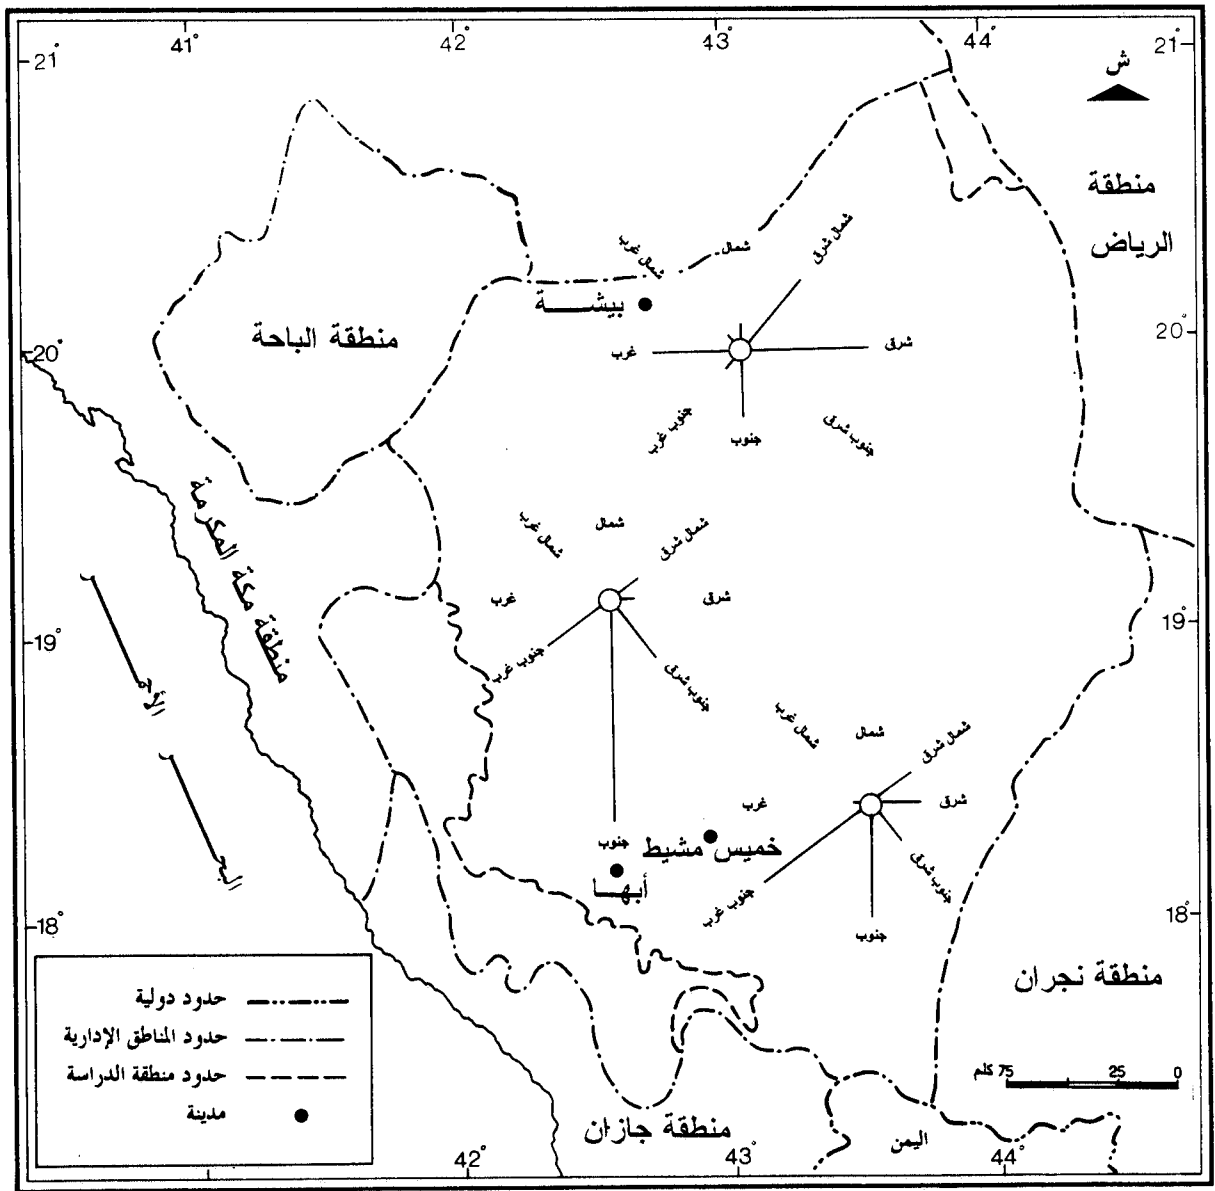 41°
42°
43°
44°
21°
21°
ش
منطقة
الرياض
شمال غرب
شمال
شمال شرق
بيشــــة
منطقة الباحة
20°
20°
غرب
شرق
جنوب غرب
جنوب
جنوب شرق
منطقة مكة المكرمة
شمال غرب
شمال
شمال شرق
غرب
شرق
19°
19°
جنوب غرب
جنوب شرق
جنوب
البحر الأحمر
شمال غرب
شمال
شمال شرق
غرب
شرق
خميس مشيط
أبهـــا
جنوب غرب
جنوب
جنوب شرق
18°
18°
منطقة نجران
حدود دولية
حدود المناطق الإدارية
حدود منطقة الدراسة
مدينة
0 25 75 كلم
منطقة جازان
اليمن
42°
43°
44°